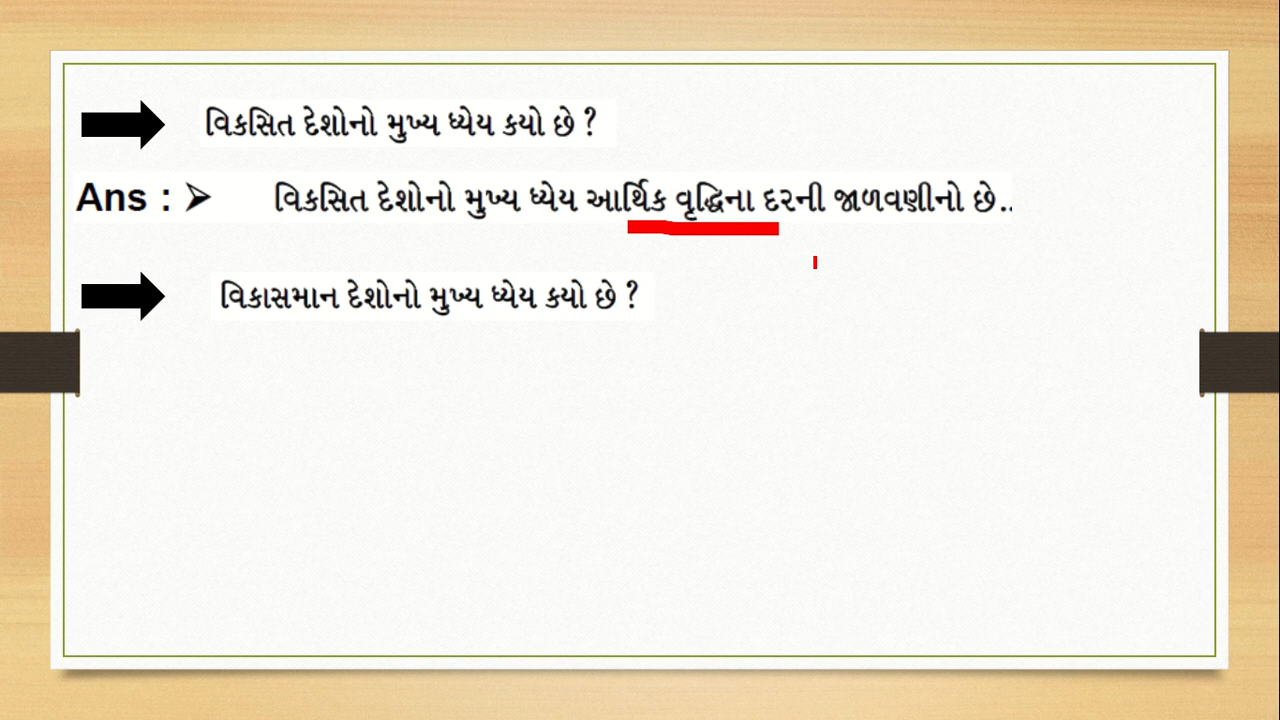 વિકસિત દેશોનો મુખ્ય ધ્યેય કયો છે ?
Ans : ➢ વિકસિત દેશોનો મુખ્ય ધ્યેય આર્થિક વૃદ્ધિના દરની જાળવણીનો છે..
વિકાસમાન દેશોનો મુખ્ય ધ્યેય કયો છે ?